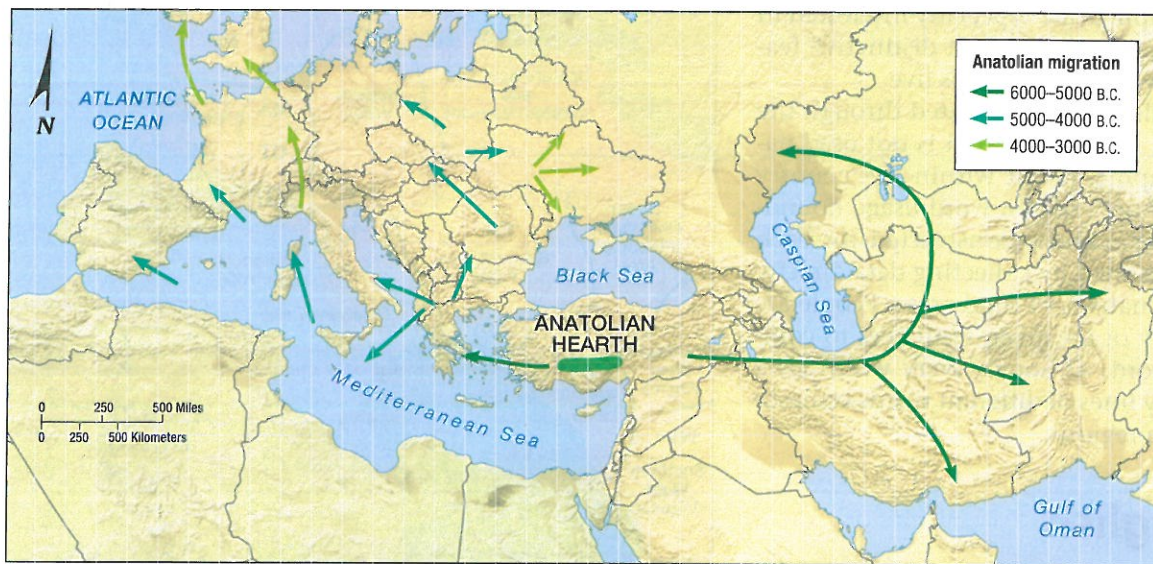 Anatolian migration
6000–5000 B.C.
5000–4000 B.C.
4000–3000 B.C.
N
ATLANTIC
OCEAN
Black Sea
Caspian Sea
ANATOLIAN
HEARTH
Mediterranean Sea
0 250 500 Miles
0 250 500 Kilometers
Gulf of
Oman